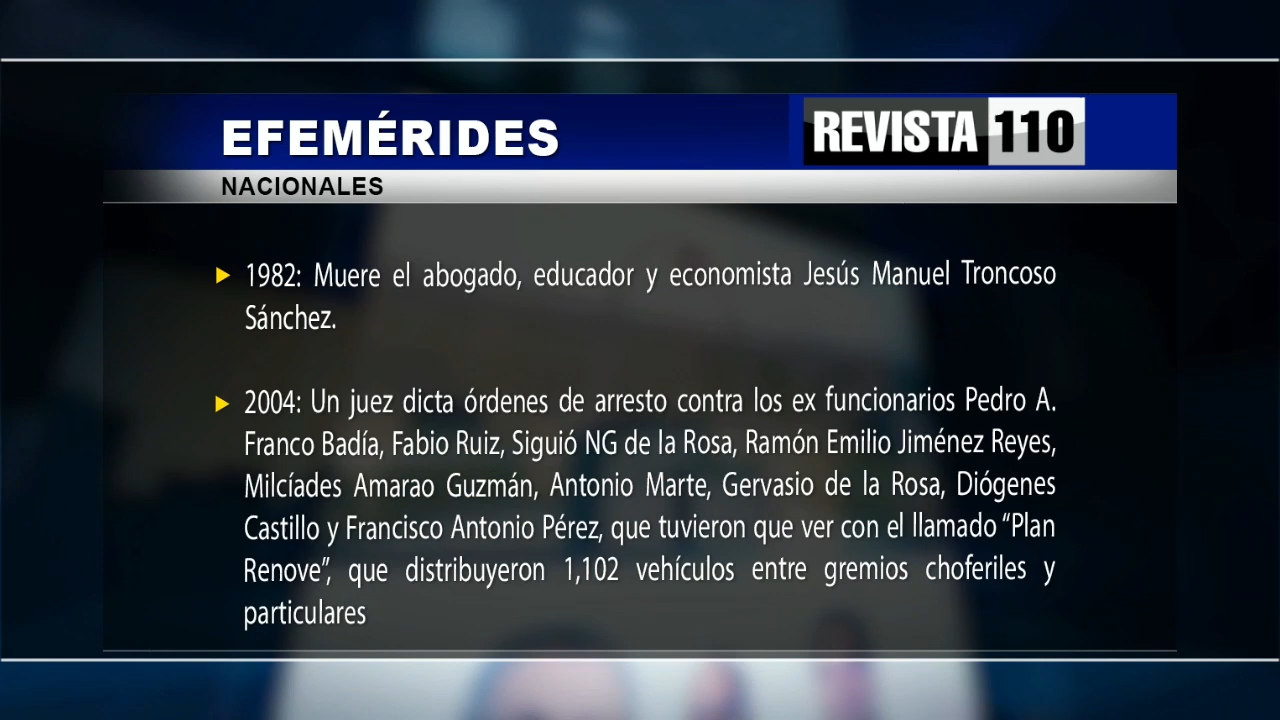 EFEMÉRIDES
REVISTA 110
NACIONALES
1982: Muere el abogado, educador y economista Jesús Manuel Troncoso
Sánchez.
2004: Un juez dicta órdenes de arresto contra los ex funcionarios Pedro A.
Franco Badía, Fabio Ruiz, Siguió NG de la Rosa, Ramón Emilio Jiménez Reyes,
Milcíades Amarao Guzmán, Antonio Marte, Gervasio de la Rosa, Diógenes
Castillo y Francisco Antonio Pérez, que tuvieron que ver con el llamado “Plan
Renove”, que distribuyeron 1,102 vehículos entre gremios choferiles y
particulares